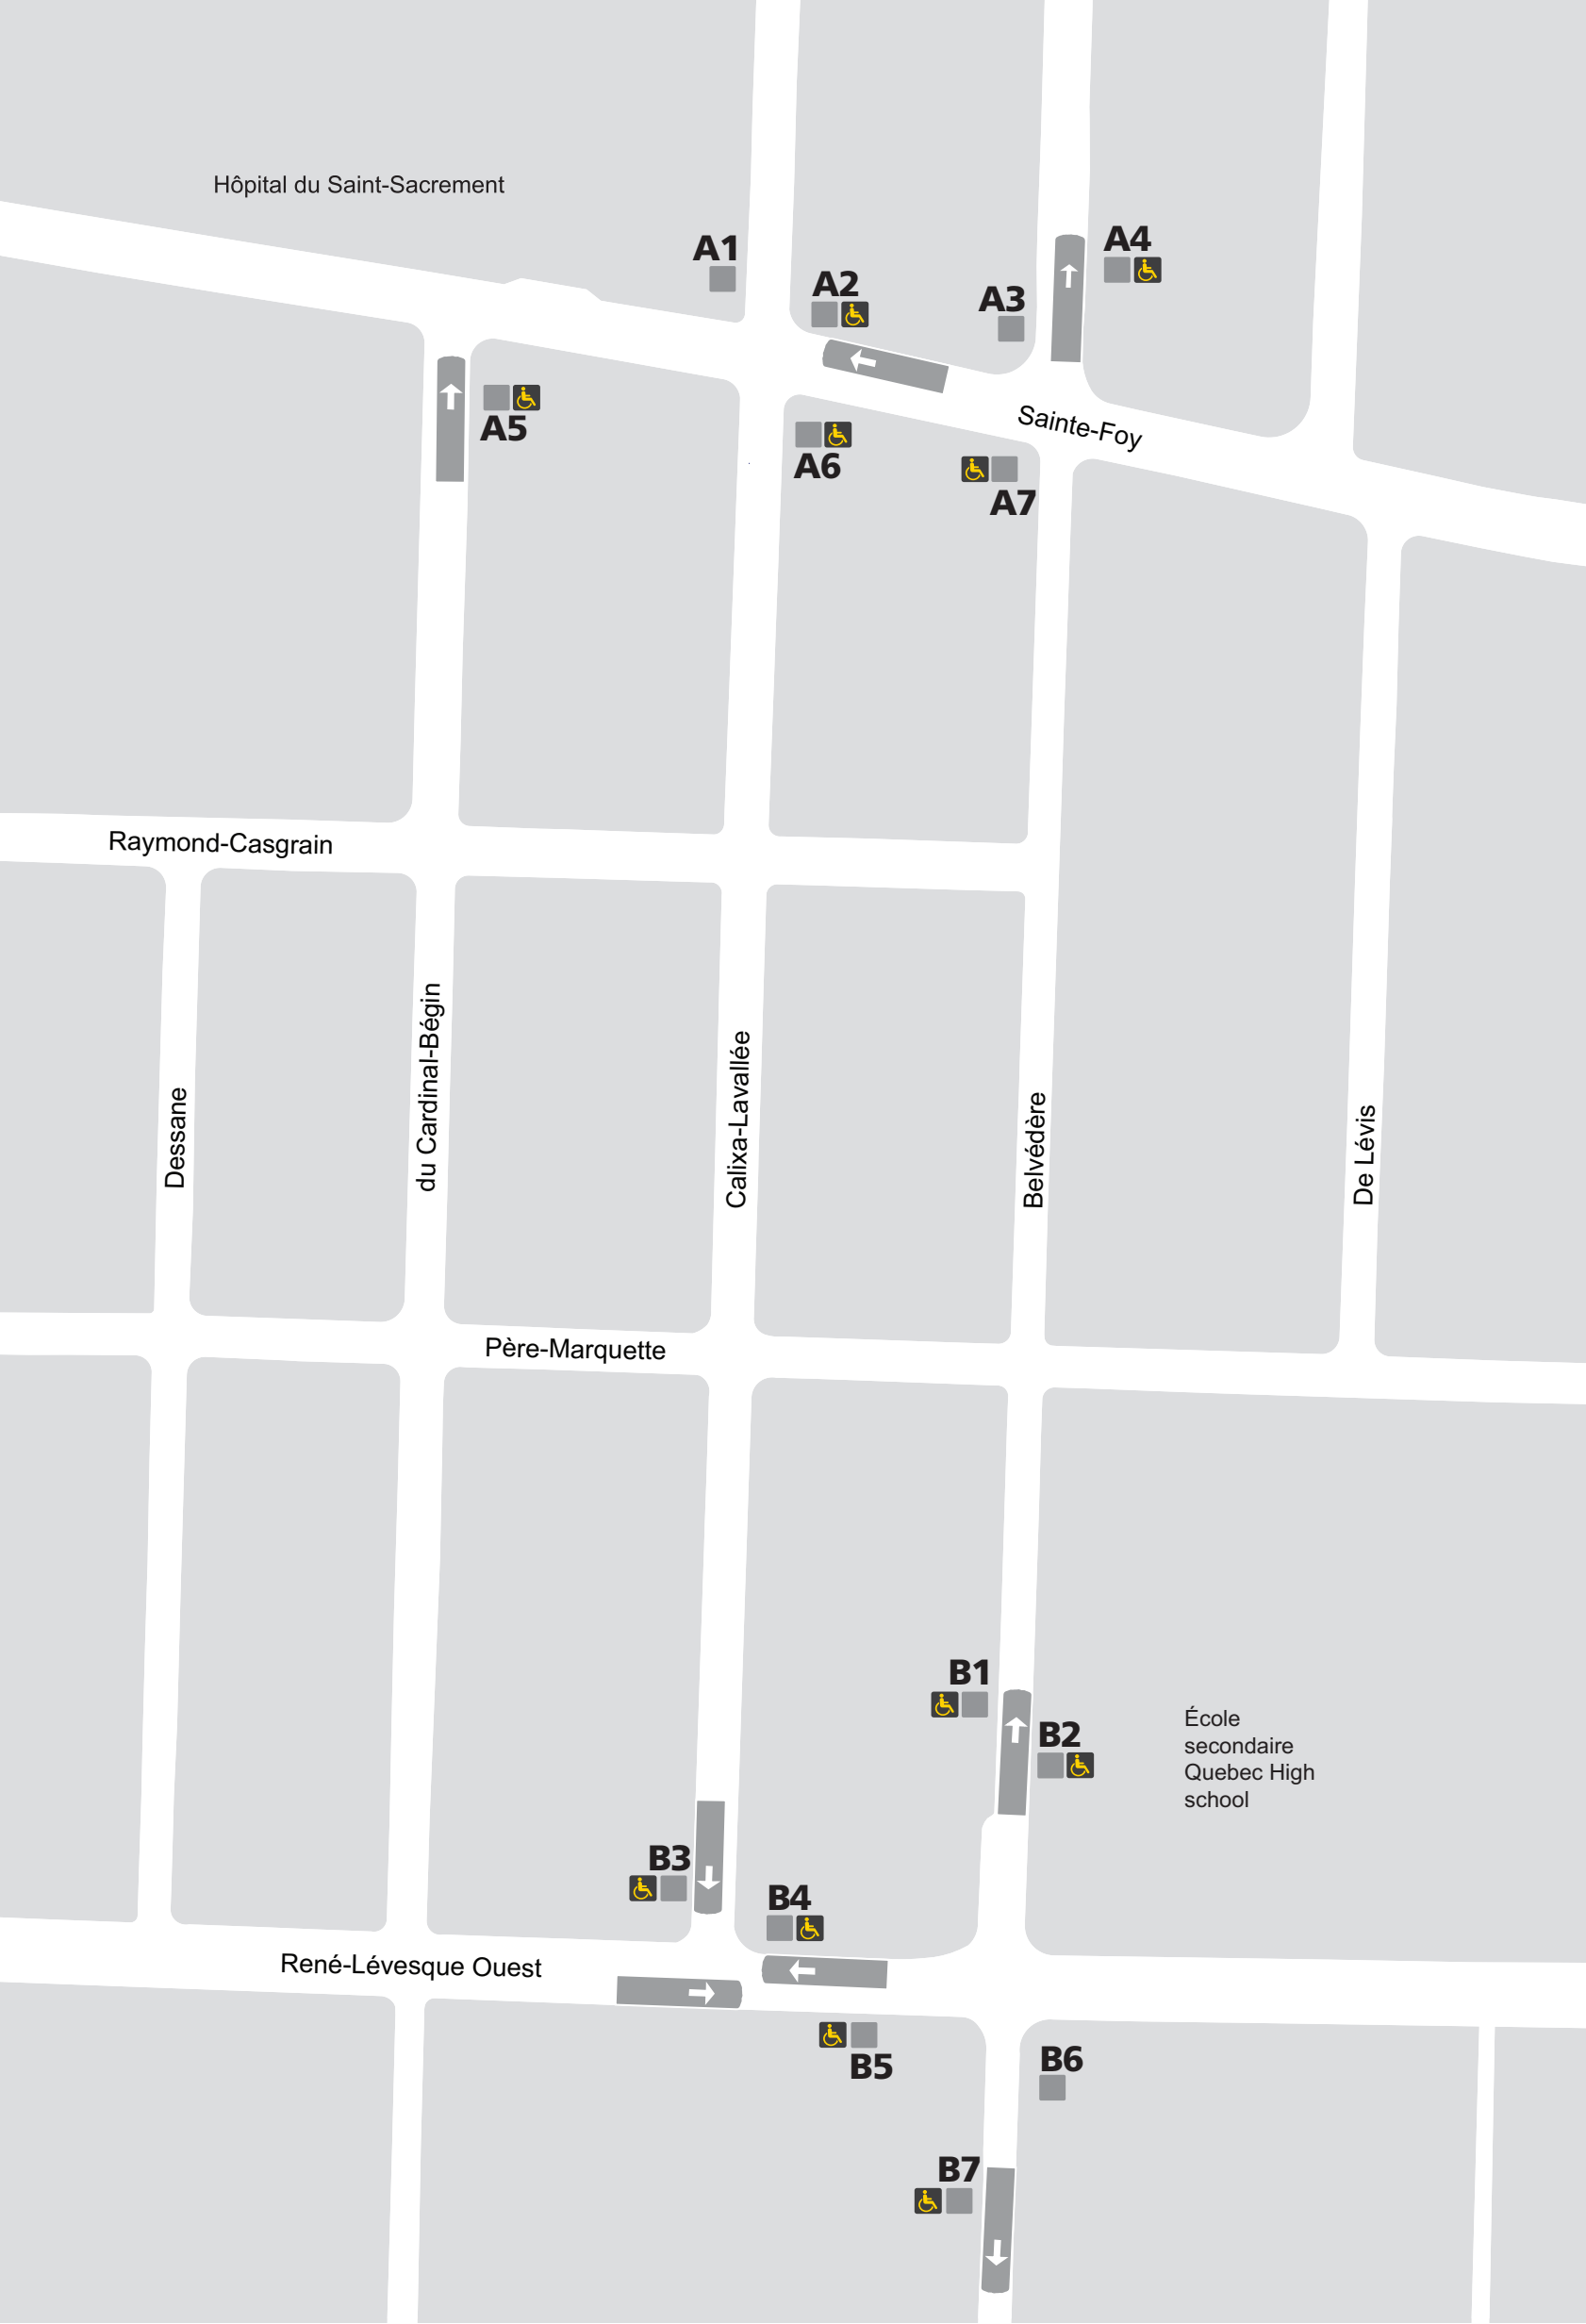 Hôpital du Saint-Sacrement
A1
A2
A3
A4
A5
A6
A7
Sainte-Foy
Raymond-Casgrain
Dessane
du Cardinal-Bégin
Calixa-Lavallée
Belvédère
De Lévis
Père-Marquette
B1
B2
École
secondaire
Quebec High
school
B3
B4
René-Lévesque Ouest
B5
B6
B7